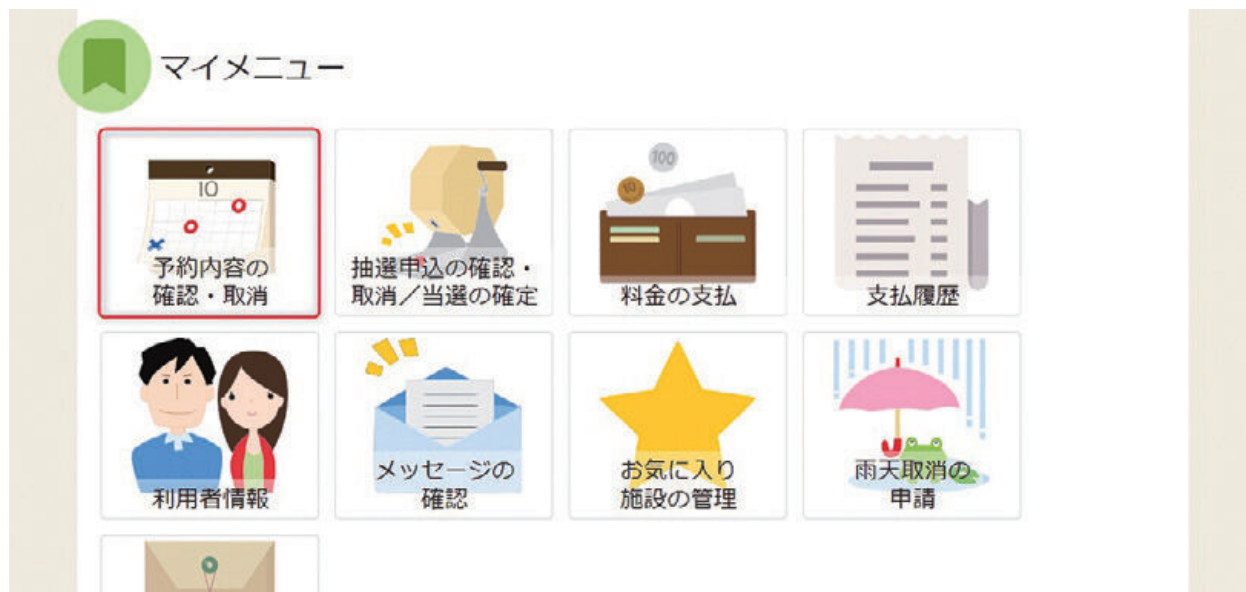 マイメニュー
10
予約内容の
確認・取消
抽選申込の確認・
取消／当選の確定
100
10
料金の支払
支払履歴
利用者情報
メッセージの
確認
お気に入り
施設の管理
雨天取消の
申請